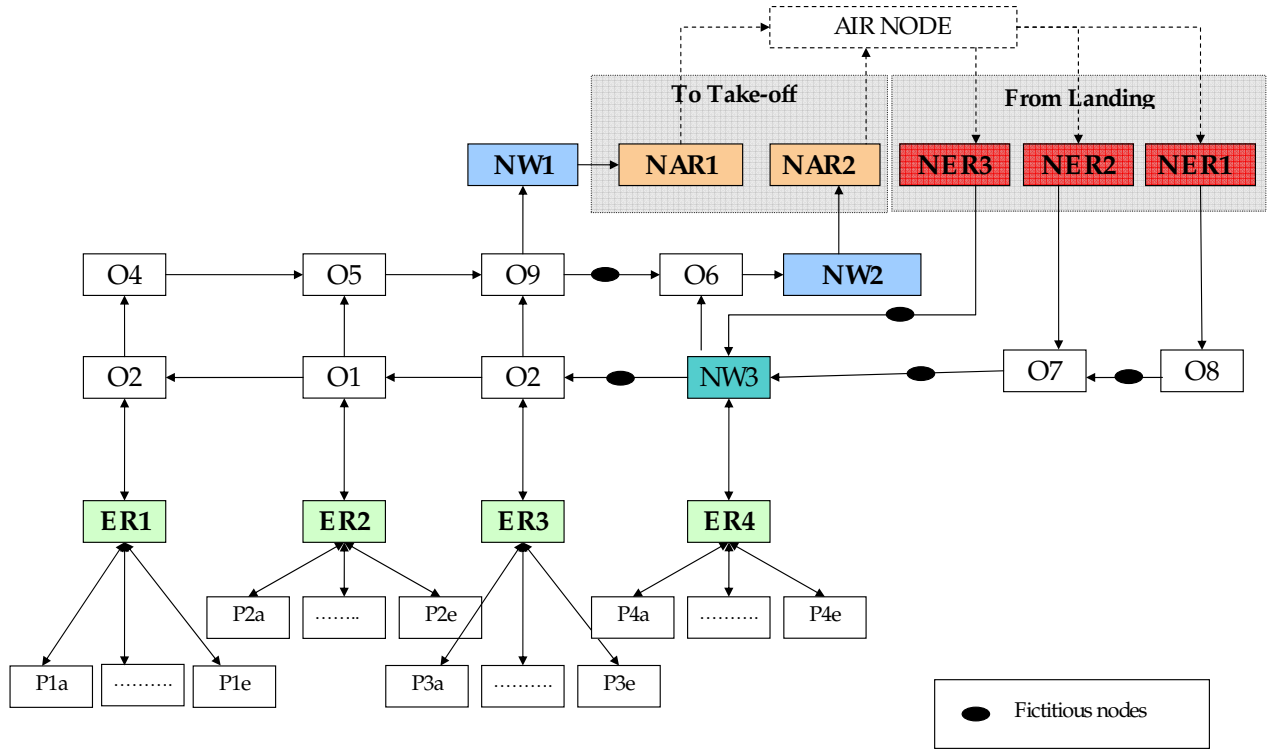 AIR NODE
To Take-off
From Landing
NW1
NAR1
NAR2
NER3
NER2
NER1
O4
O5
O9
O6
NW2
O2
O1
O2
NW3
O7
O8
ER1
ER2
ER3
ER4
P2a
........
P2e
P4a
..........
P4e
P1a
..........
P1e
P3a
..........
P3e
Fictitious nodes